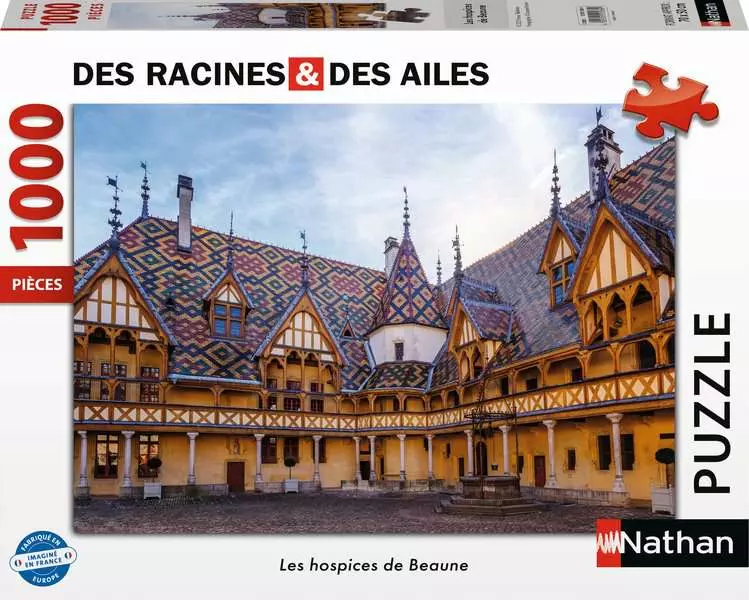 PUZZLE
1000
PIÈCES
Les hospices de Beaune
Nathan
DES RACINES & DES AILES
1000
PIÈCES
PUZZLE
FABRIQUÉ EN
IMAGINÉ
EN FRANCE
EUROPE
Les hospices de Beaune
Nathan